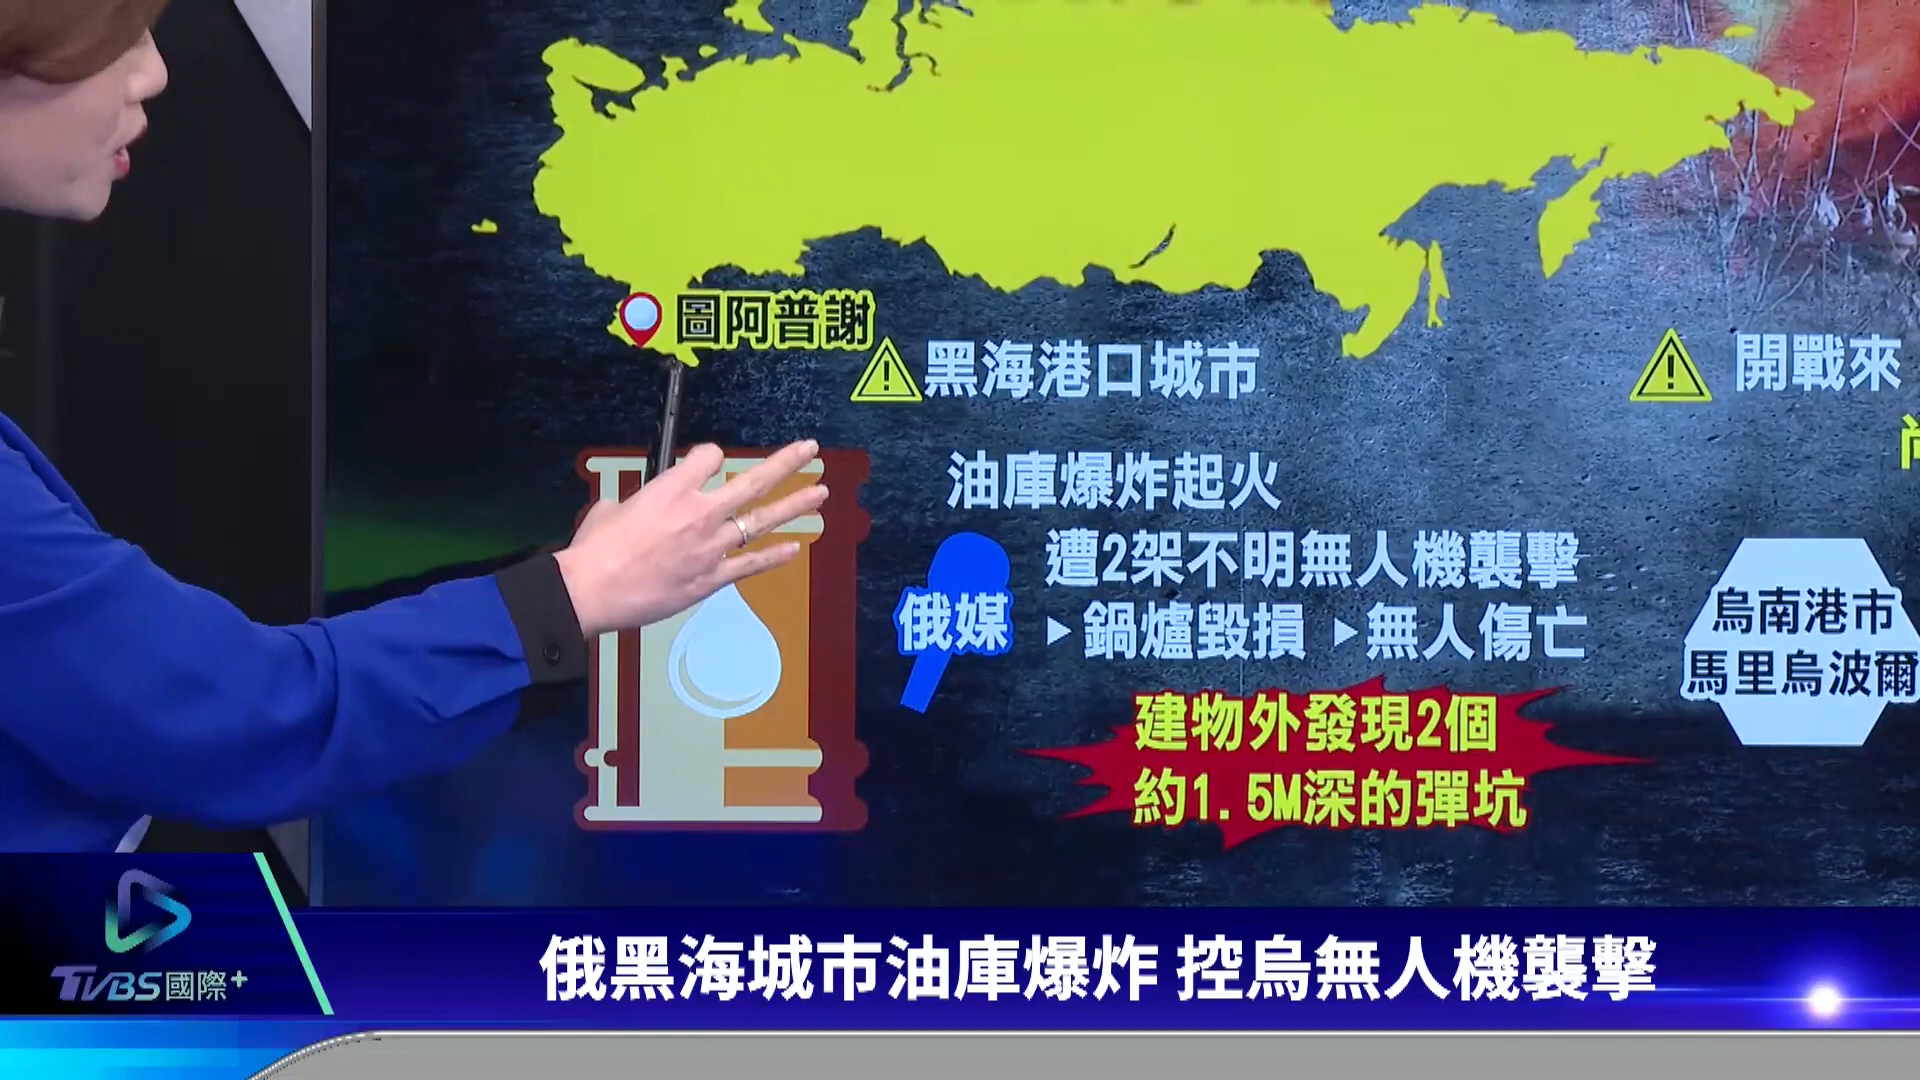 圖阿普謝
黑海港口城市
油庫爆炸起火
俄媒
遭2架不明無人機襲擊
▶鍋爐毀損 ▶無人傷亡
建物外發現2個
約1.5M深的彈坑
開戰來
烏南港市
馬里烏波爾
俄黑海城市油庫爆炸 控烏無人機襲擊
TVBS國際+